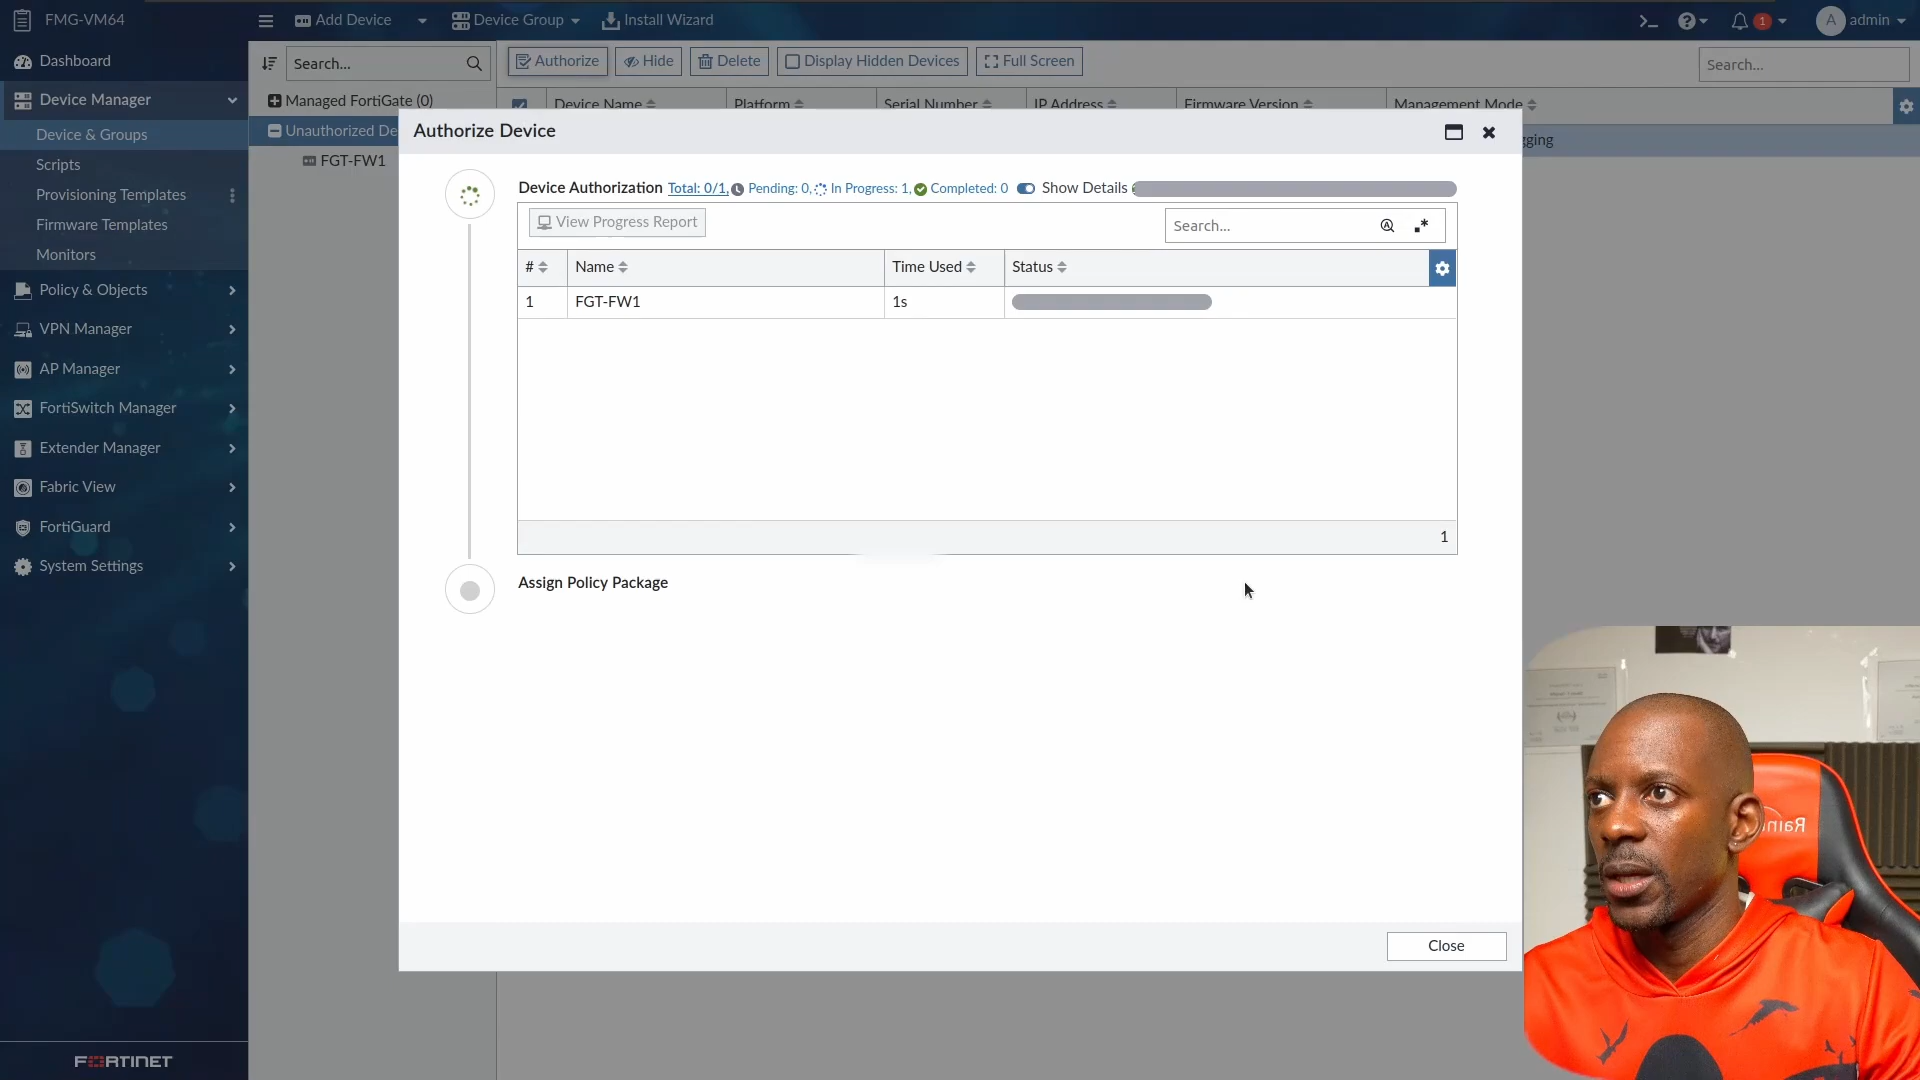 FMG-VM64
Add Device
Device Group
Install Wizard
1
A
admin
Dashboard
Device Manager
Device & Groups
Scripts
Provisioning Templates
Firmware Templates
Monitors
Policy & Objects
VPN Manager
AP Manager
FortiSwitch Manager
Extender Manager
Fabric View
FortiGuard
System Settings
FORTINET
Search...
Managed FortiGate (0)
Unauthorized De
FGT-FW1
Authorize
Hide
Delete
Display Hidden Devices
Full Screen
Search...
Device Name
Platform
Serial Number
IP Address
Firmware Version
Management Mode
gging
Authorize Device
Device Authorization Total: 0/1, Pending: 0, In Progress: 1, Completed: 0 Show Details
View Progress Report
Search...
# Name Time Used Status
1 FGT-FW1 1s
1
Assign Policy Package
Close